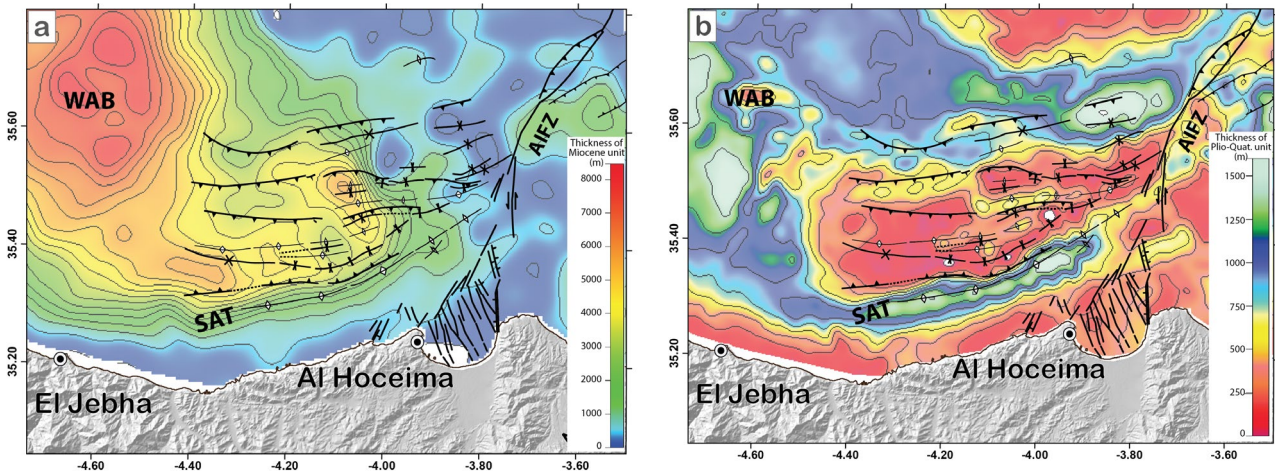 a
WAB
35.60
35.40
35.20
AIFZ
SAT
El Jebha
Al Hoceima
Thickness of
Miocene unit
(m)
8000
7000
6000
5000
4000
3000
2000
1000
0
-4.60
-4.40
-4.20
-4.00
-3.80
-3.60
b
WAB
35.60
35.40
35.20
AIFZ
SAT
El Jebha
Al Hoceima
Thickness of
Plio-Quat. unit
(m)
1500
1250
1000
750
500
250
0
-4.60
-4.40
-4.20
-4.00
-3.80
-3.60